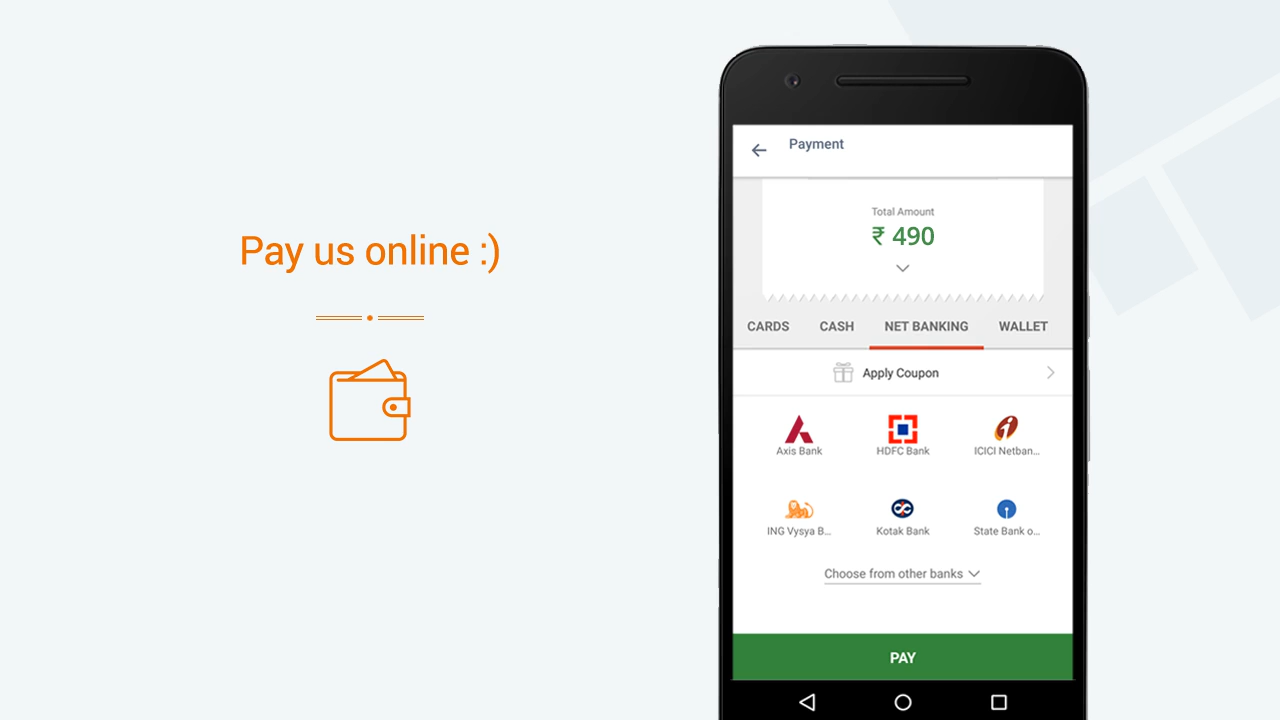 Pay us online :)
Payment
Total Amount
₹ 490
CARDS CASH NET BANKING WALLET
Apply Coupon
Axis Bank HDFC Bank ICICI Netban...
ING Vysya B... Kotak Bank State Bank o...
Choose from other banks
PAY